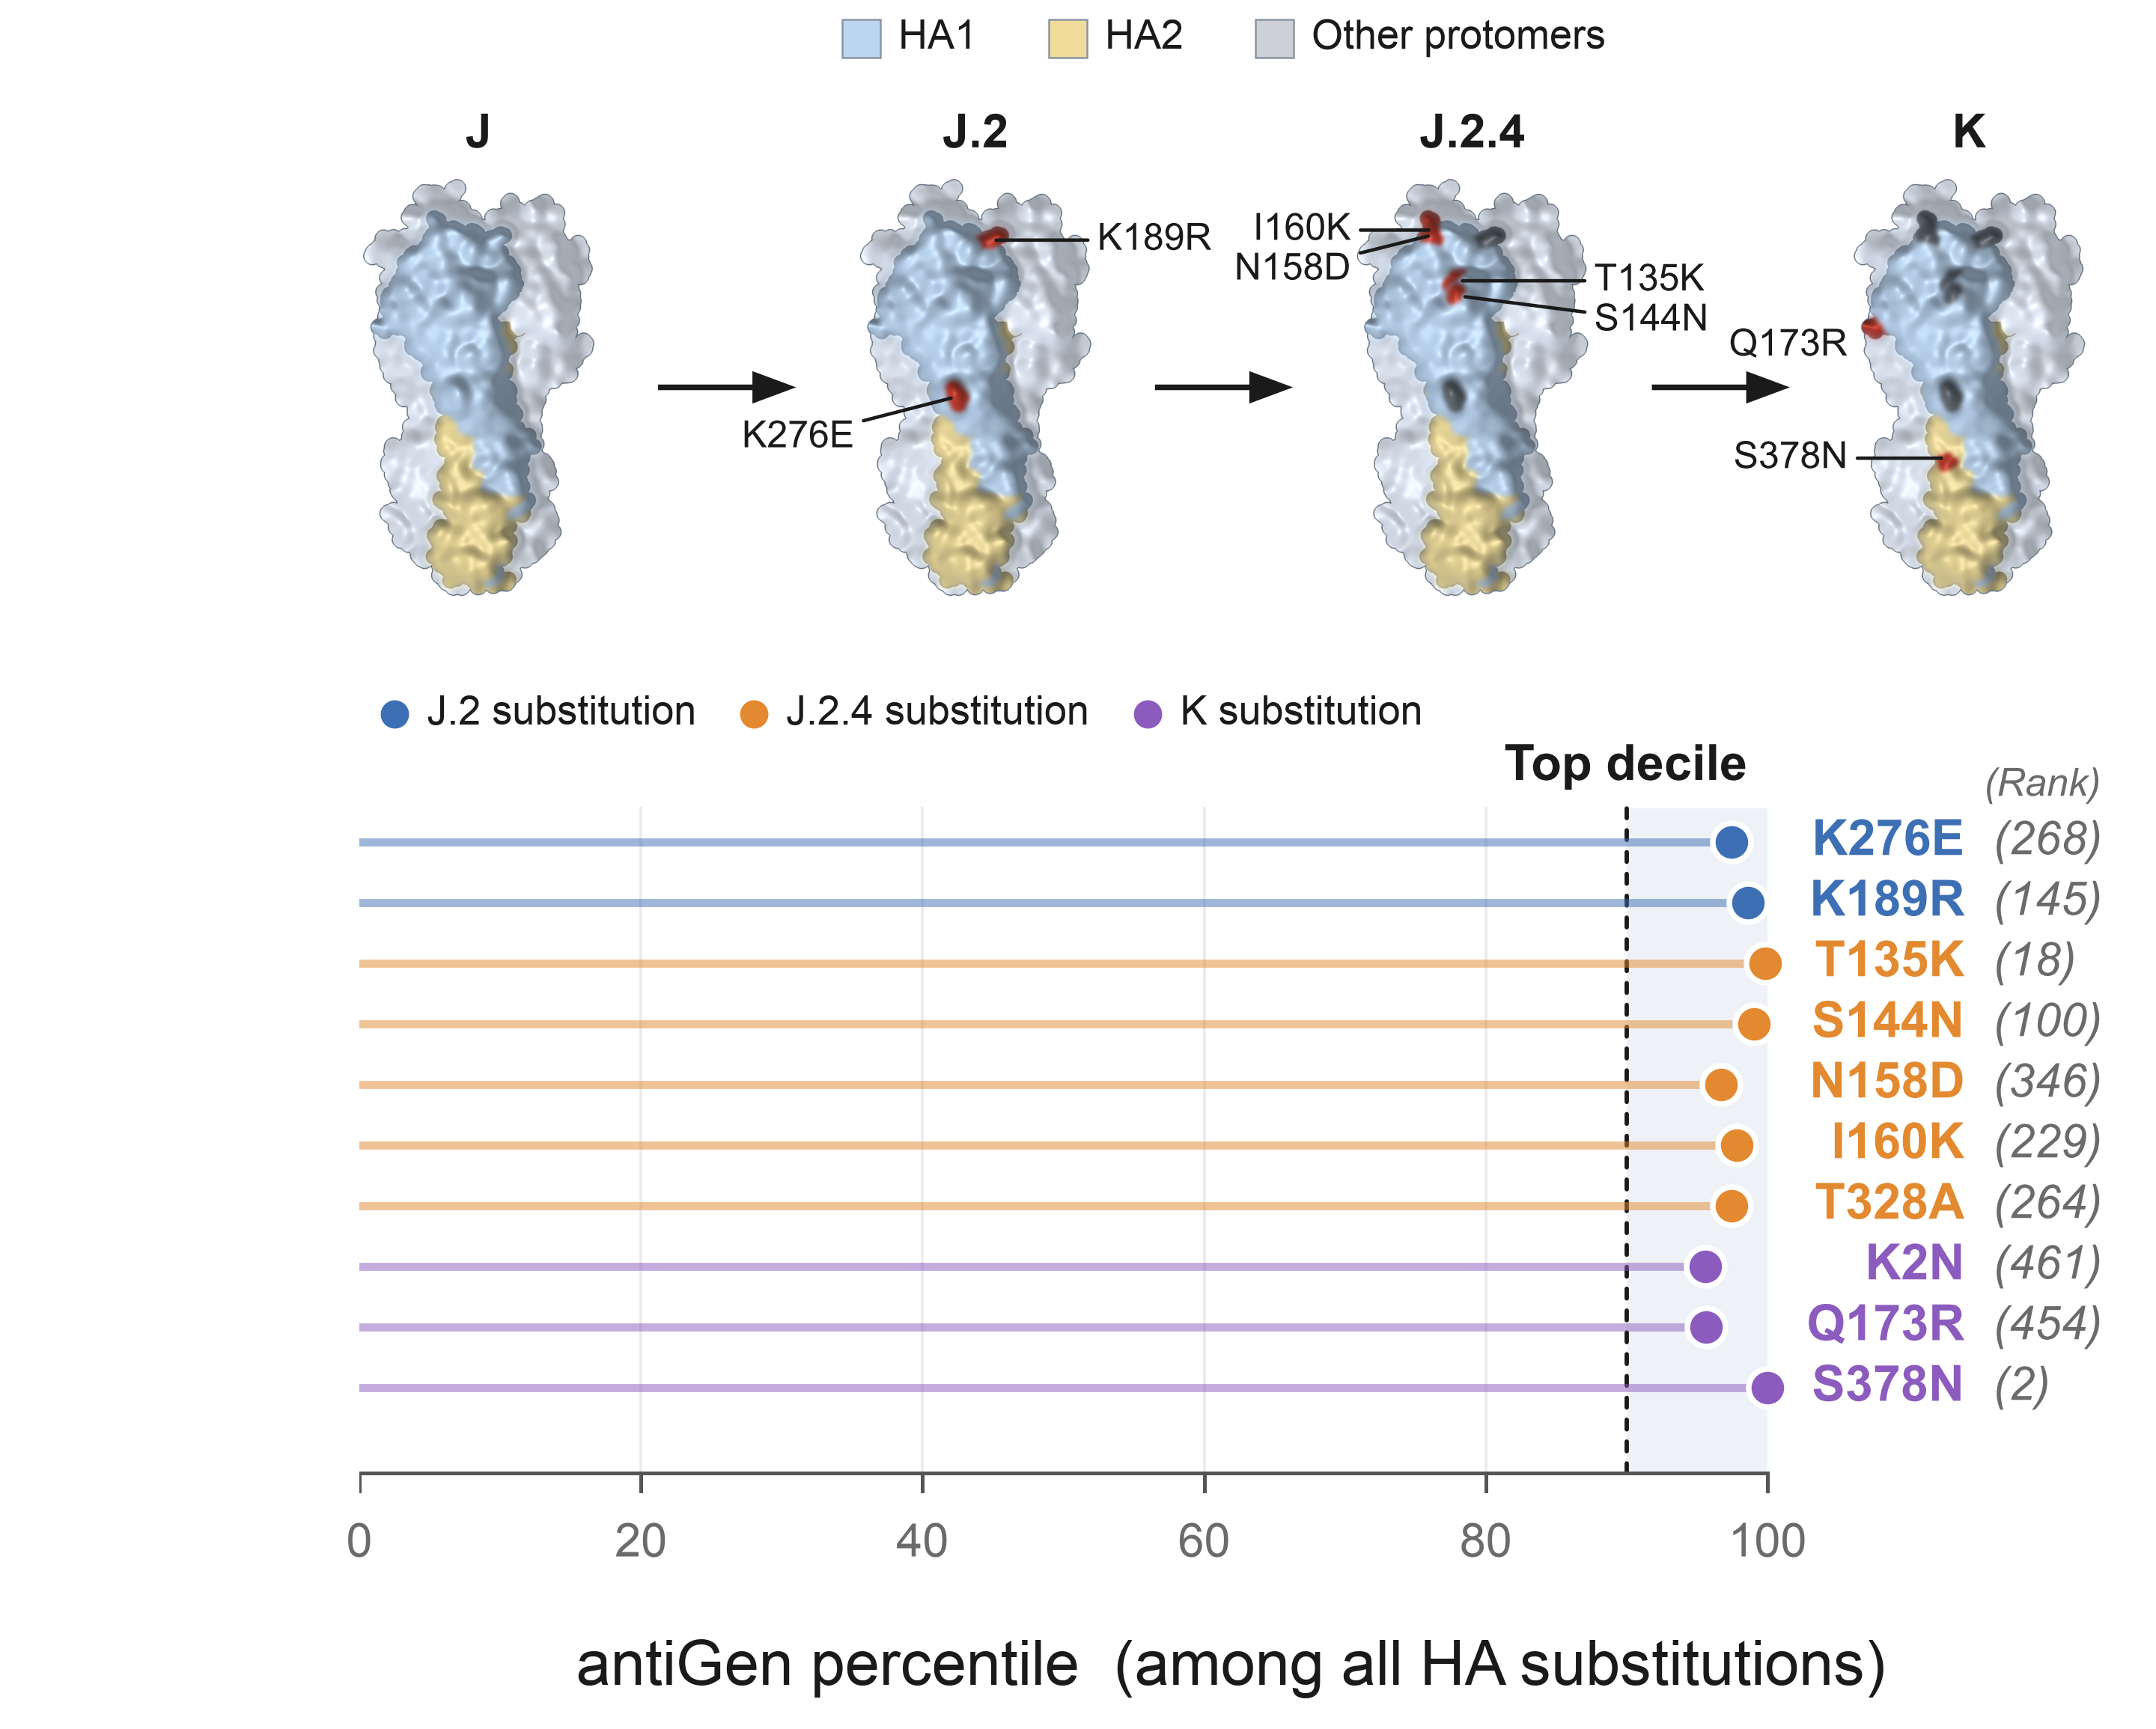 HA1 HA2 Other protomers
J J.2 J.2.4 K
K189R
K276E
I160K
N158D
T135K
S144N
Q173R
S378N
J.2 substitution J.2.4 substitution K substitution
Top decile
(Rank)
K276E (268)
K189R (145)
T135K (18)
S144N (100)
N158D (346)
I160K (229)
T328A (264)
K2N (461)
Q173R (454)
S378N (2)
0 20 40 60 80 100
antiGen percentile (among all HA substitutions)